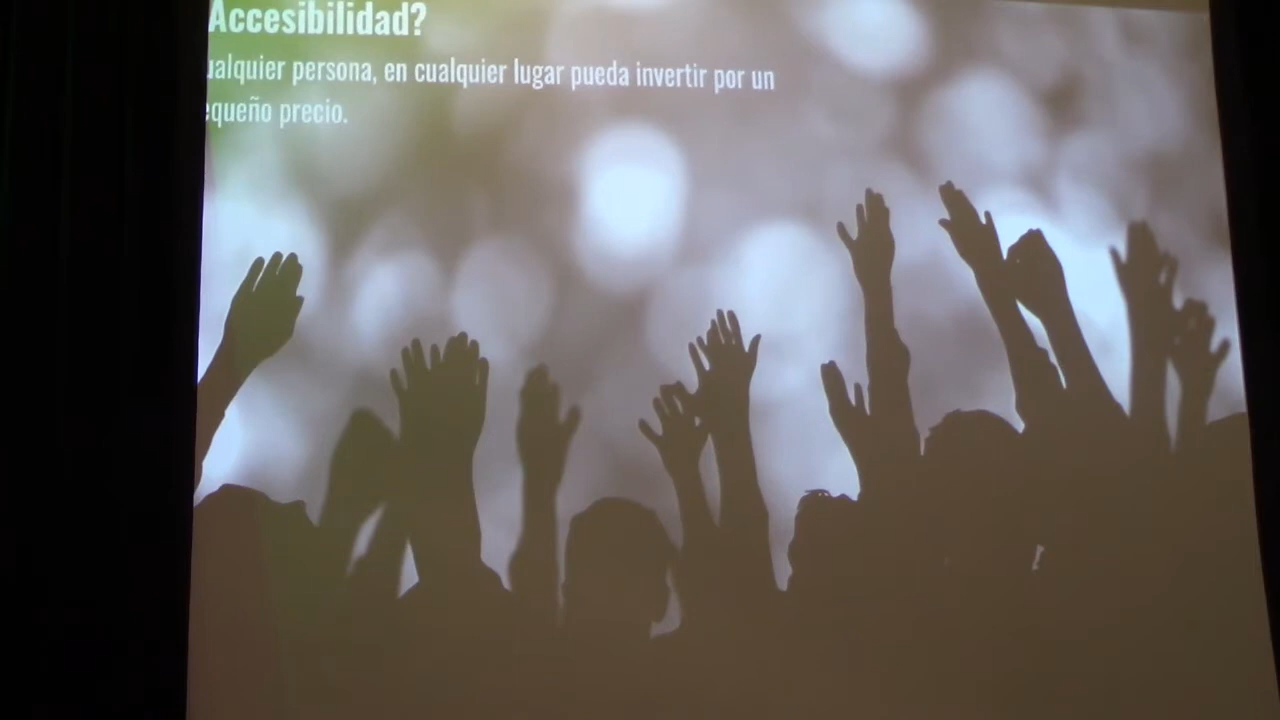 Accesibilidad?
ualquier persona, en cualquier lugar pueda invertir por un
equeño precio.